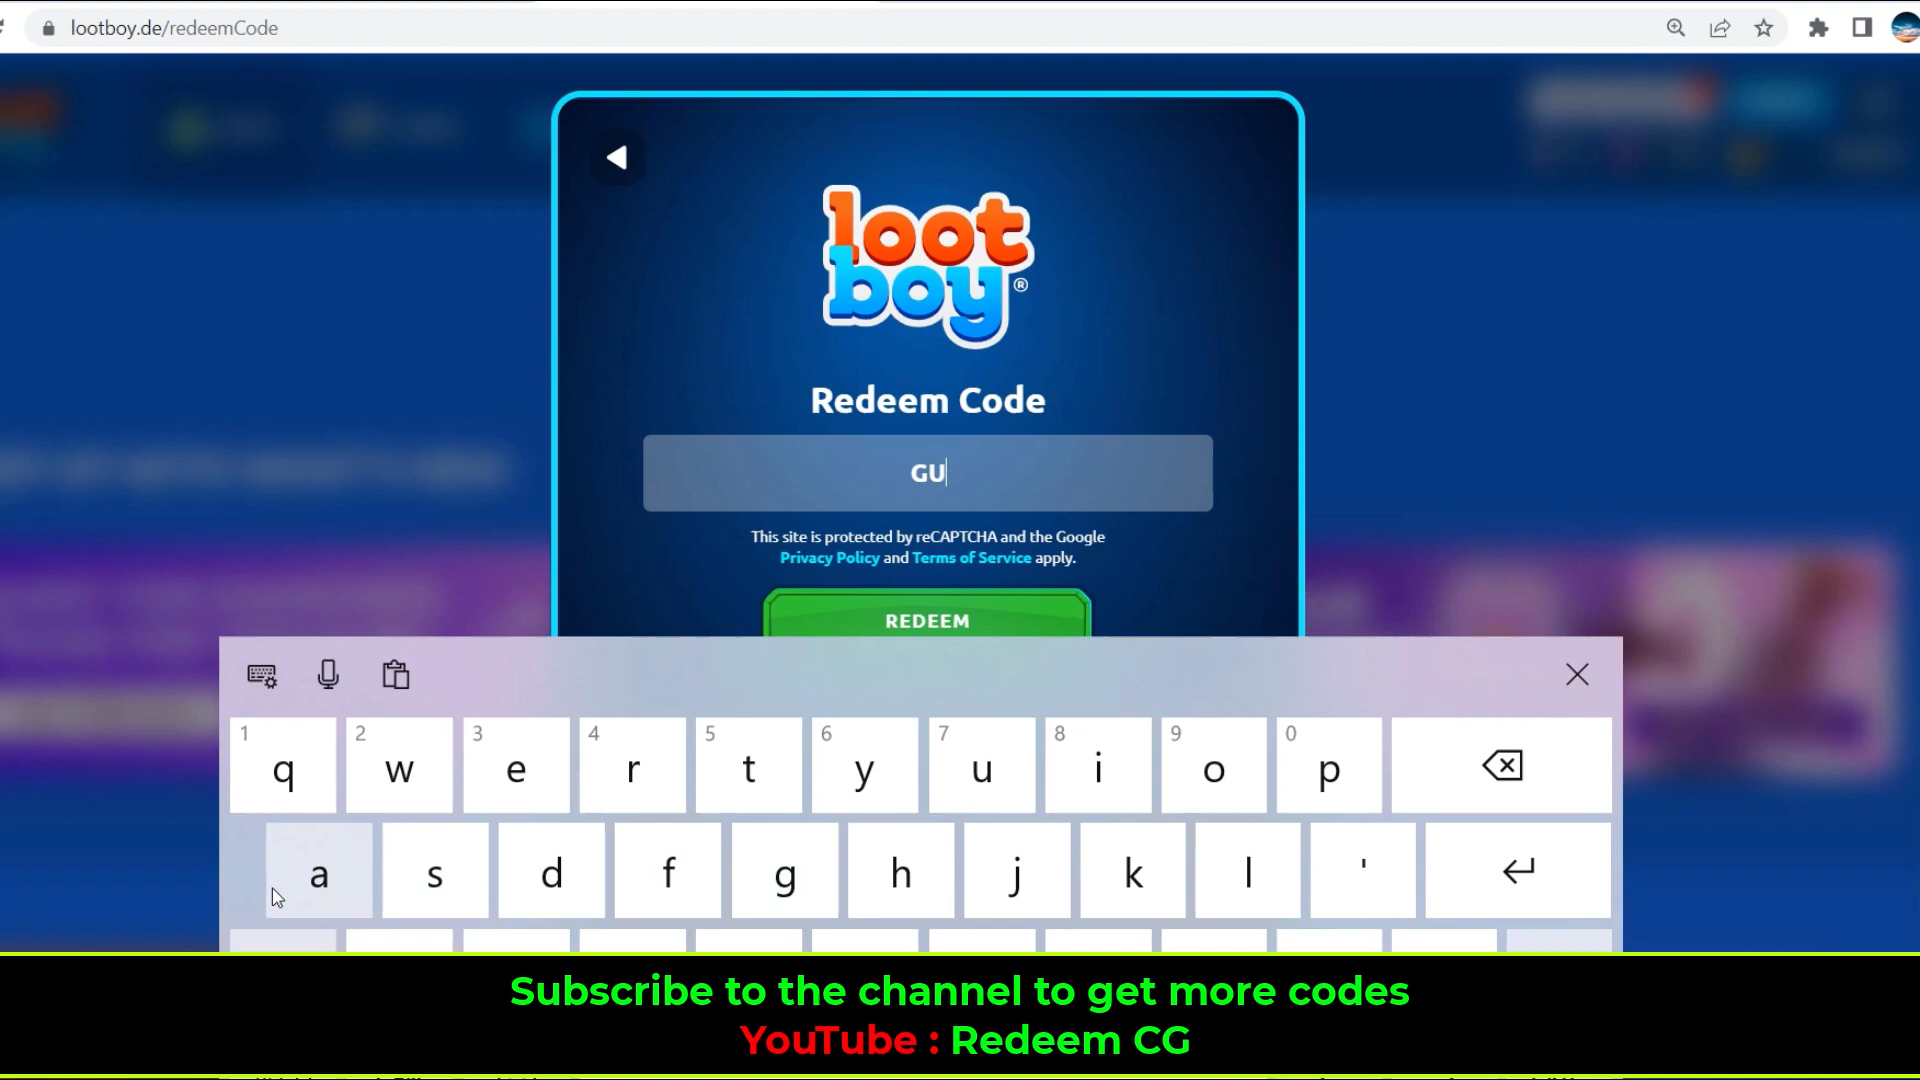 lootboy.de/redeemCode
loot
boy®
Redeem Code
GU
This site is protected by reCAPTCHA and the Google
Privacy Policy and Terms of Service apply.
REDEEM
1 2 3 4 5 6 7 8 9 0
q w e r t y u i o p
a s d f g h j k l '
Subscribe to the channel to get more codes
YouTube : Redeem CG